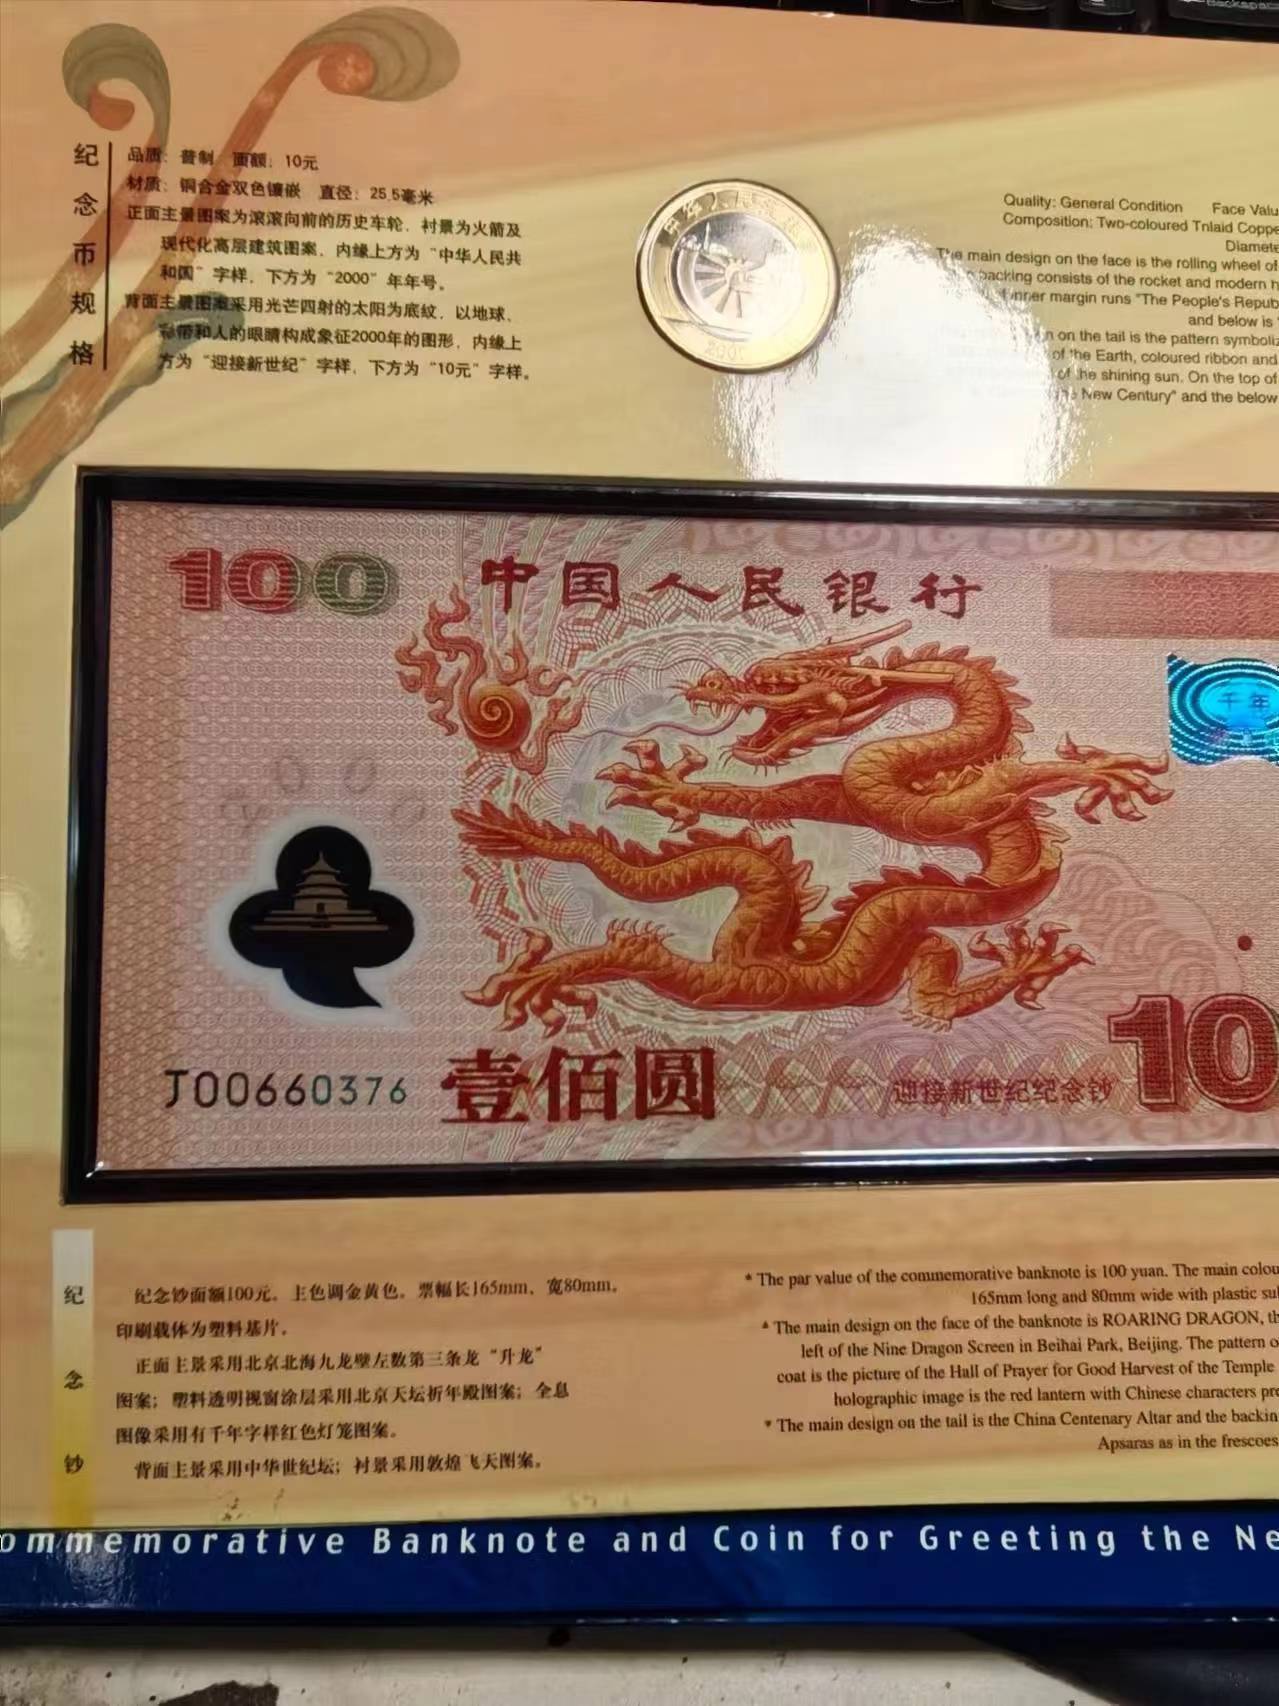 Backspace
纪念币规格
品质：普制 面额：10元
材质：铜合金双色镶嵌 直径：25.5毫米
正面主景图案为滚滚向前的历史车轮，衬景为火箭及
现代化高层建筑图案，内缘上方为“中华人民共
和国”字样，下方为“2000”年年号。
背面主景图案采用光芒四射的太阳为底纹，以地球、
彩带和人的眼睛构成象征2000年的图形，内缘上
方为“迎接新世纪”字样，下方为“10元”字样。
中华人民共和国
2000
Quality: General Condition Face Valu
Composition: Two-coloured Tnlaid Coppe
Diamete
The main design on the face is the rolling wheel of
backing consists of the rocket and modern h
inner margin runs "The People's Repub
and below is
n on the tail is the pattern symboliz
of the Earth, coloured ribbon and
of the shining sun. On the top of
New Century" and the below
100
中国人民银行
千年
J00660376
壹佰圆
迎接新世纪纪念钞
10
纪念钞
纪念钞面额100元。主色调金黄色。票幅长165mm，宽80mm。
印刷载体为塑料基片。
正面主景采用北京北海九龙壁左数第三条龙“升龙”
图案；塑料透明视窗涂层采用北京天坛祈年殿图案；全息
图像采用有千年字样红色灯笼图案。
背面主景采用中华世纪坛；衬景采用敦煌飞天图案。
* The par value of the commemorative banknote is 100 yuan. The main colou
165mm long and 80mm wide with plastic su
* The main design on the face of the banknote is ROARING DRAGON, th
left of the Nine Dragon Screen in Beihai Park, Beijing. The pattern o
coat is the picture of the Hall of Prayer for Good Harvest of the Temple
holographic image is the red lantern with Chinese characters pre
* The main design on the tail is the China Centenary Altar and the backin
Apsaras as in the frescoes
ommemorative Banknote and Coin for Greeting the Ne